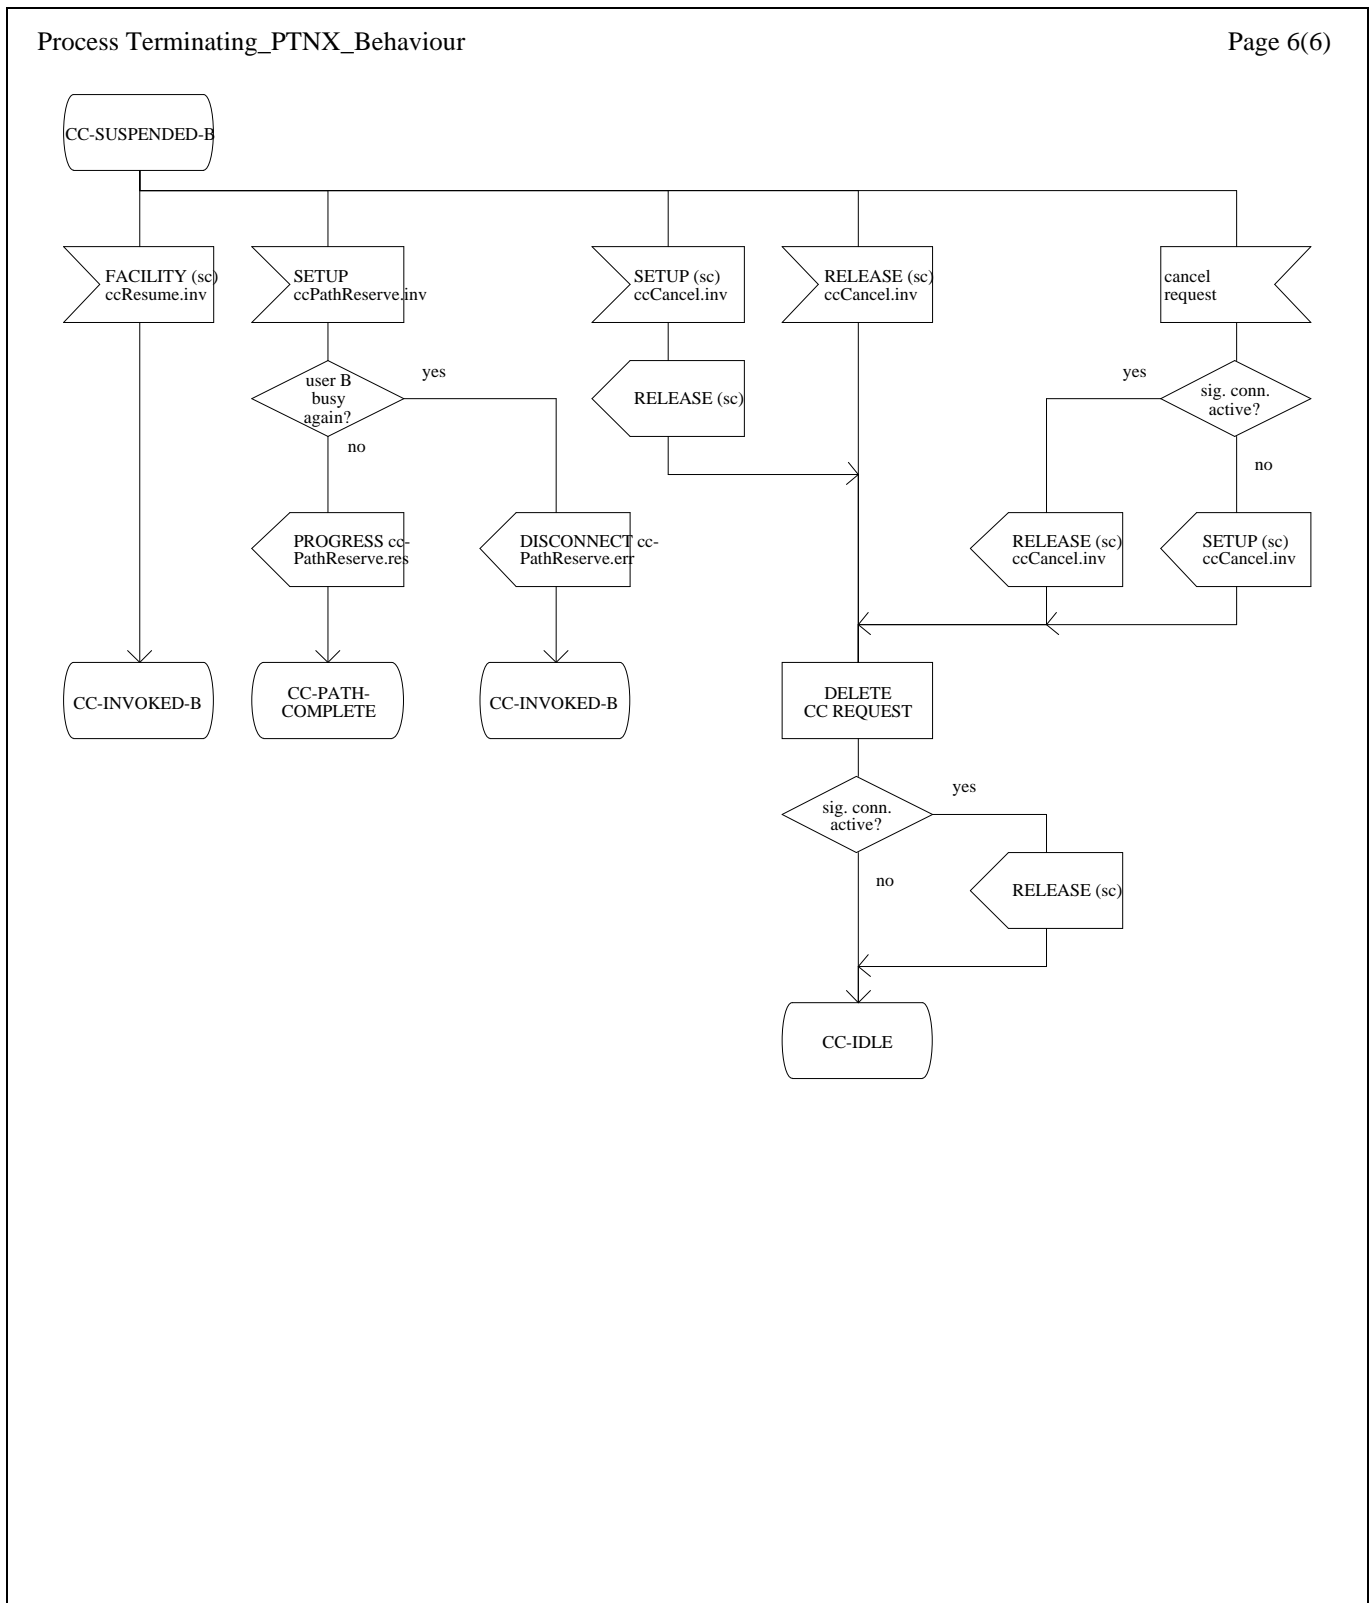 Process Terminating_PTNX_Behaviour
Page 6(6)
CC-SUSPENDED-B
FACILITY (sc)
ccResume.inv
SETUP
ccPathReserve.inv
SETUP (sc)
ccCancel.inv
RELEASE (sc)
ccCancel.inv
cancel
request
user B
busy
again?
yes
no
RELEASE (sc)
yes
sig. conn.
active?
no
PROGRESS cc-
PathReserve.res
DISCONNECT cc-
PathReserve.err
RELEASE (sc)
ccCancel.inv
SETUP (sc)
ccCancel.inv
CC-INVOKED-B
CC-PATH-
COMPLETE
CC-INVOKED-B
DELETE
CC REQUEST
sig. conn.
active?
yes
no
RELEASE (sc)
CC-IDLE